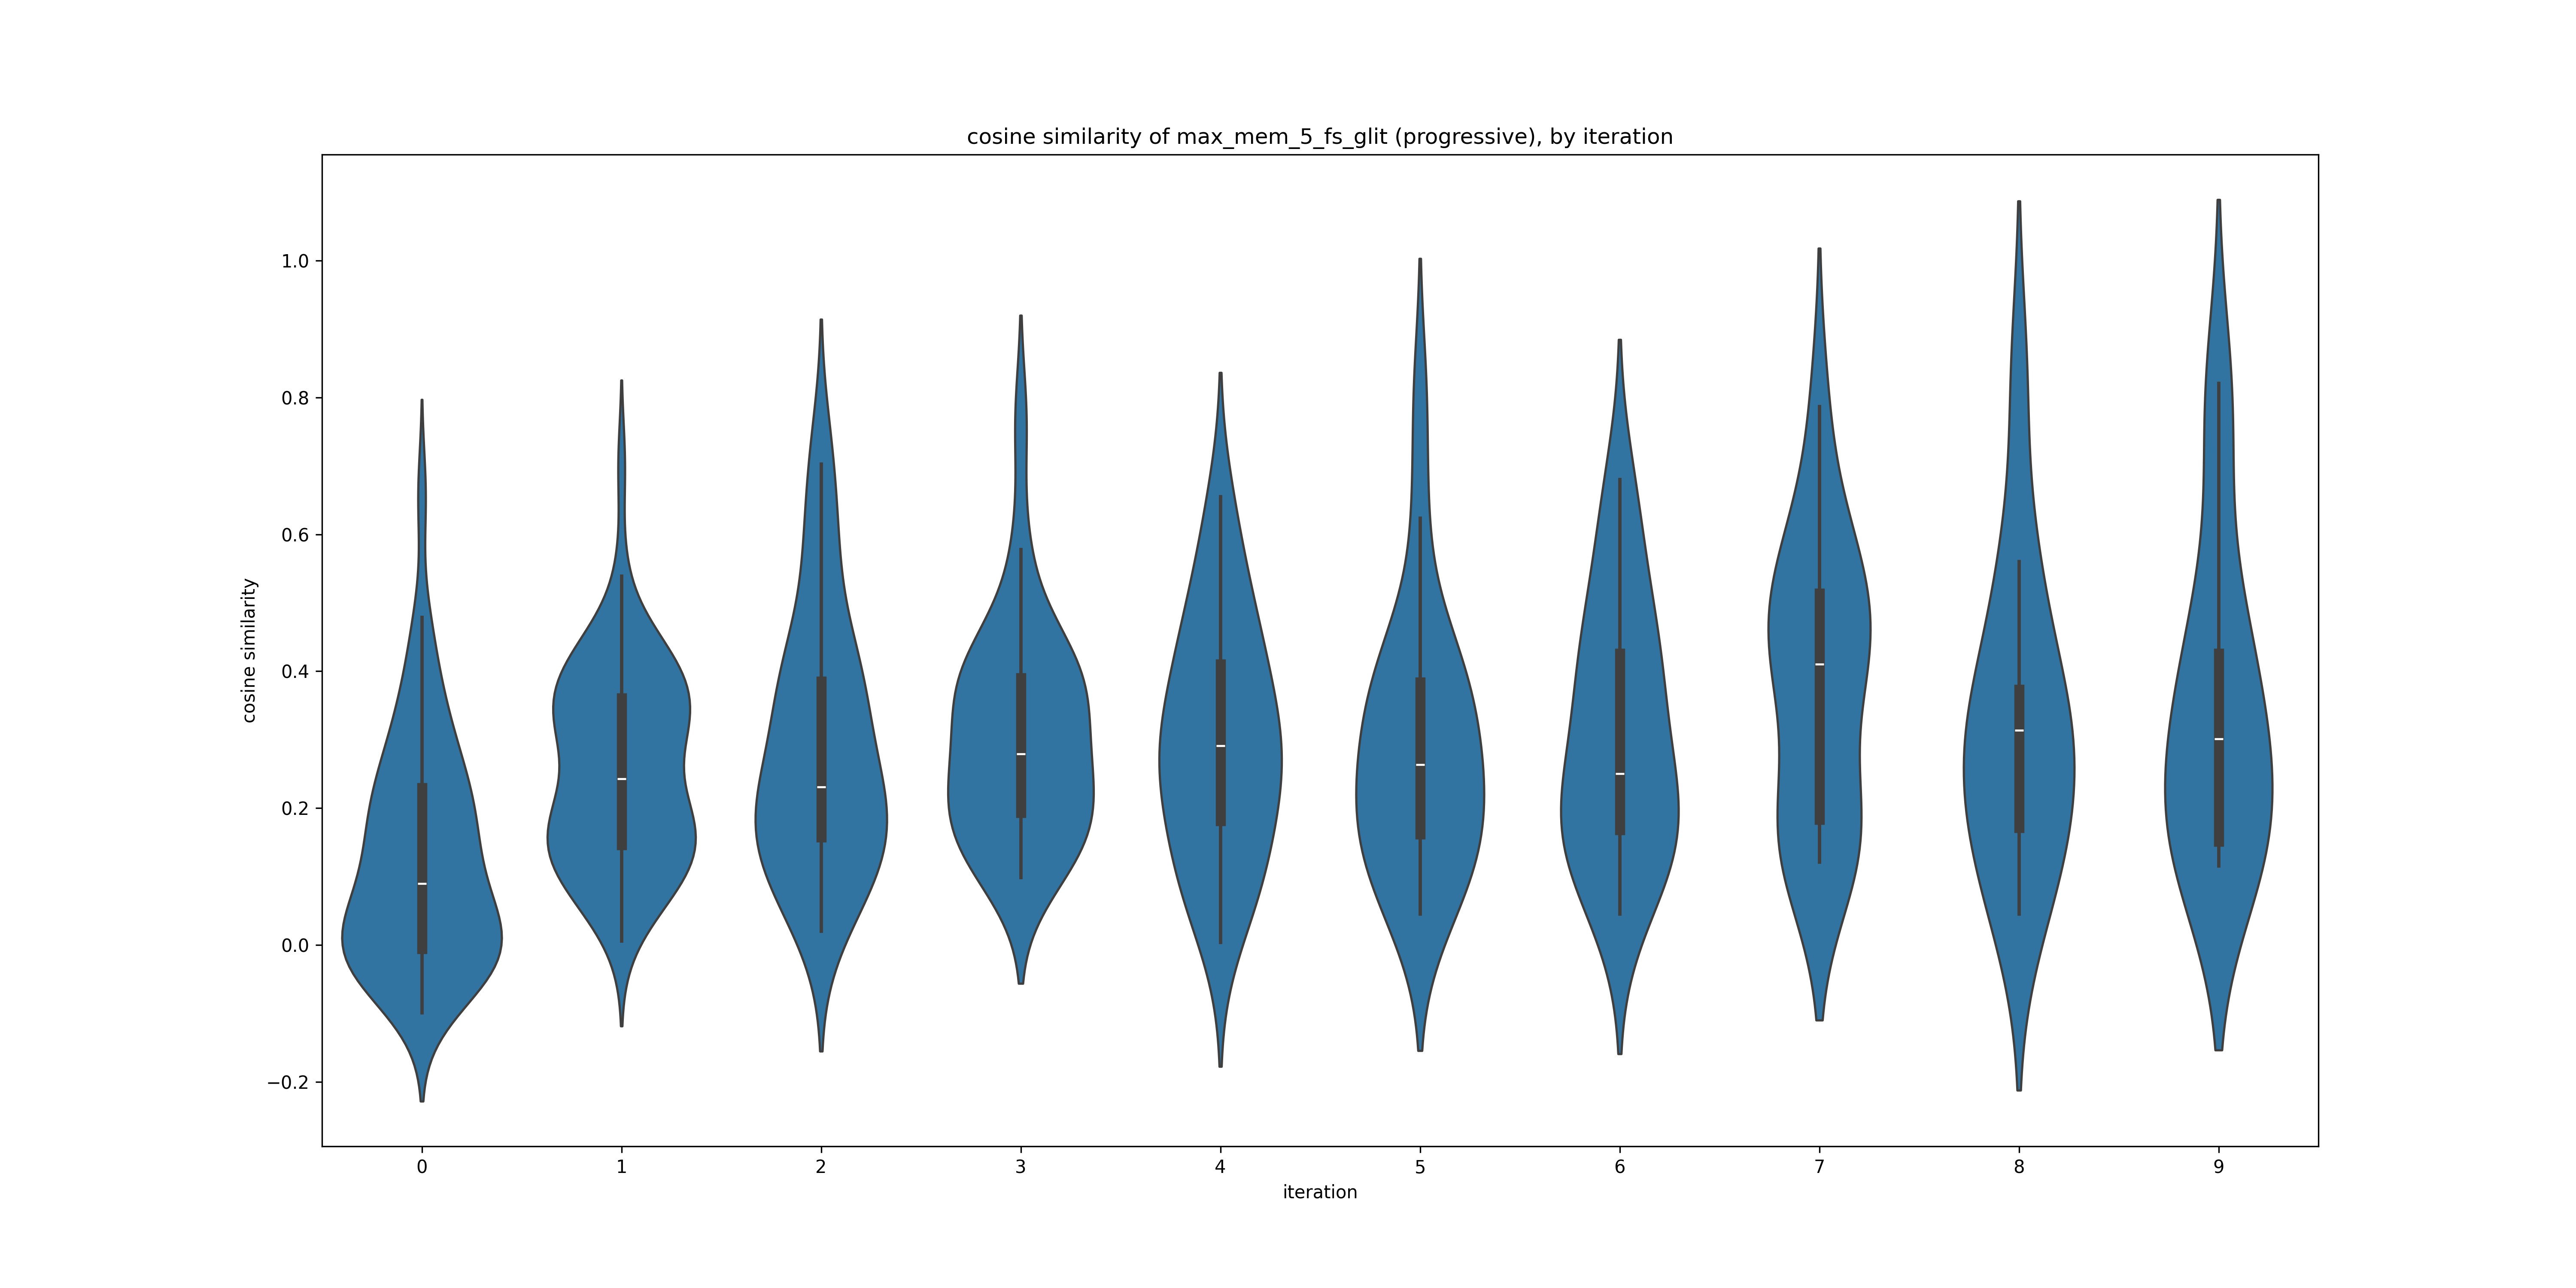 cosine similarity of max_mem_5_fs_glit (progressive), by iteration
cosine similarity
1.0
0.8
0.6
0.4
0.2
0.0
−0.2
0 1 2 3 4 5 6 7 8 9
iteration